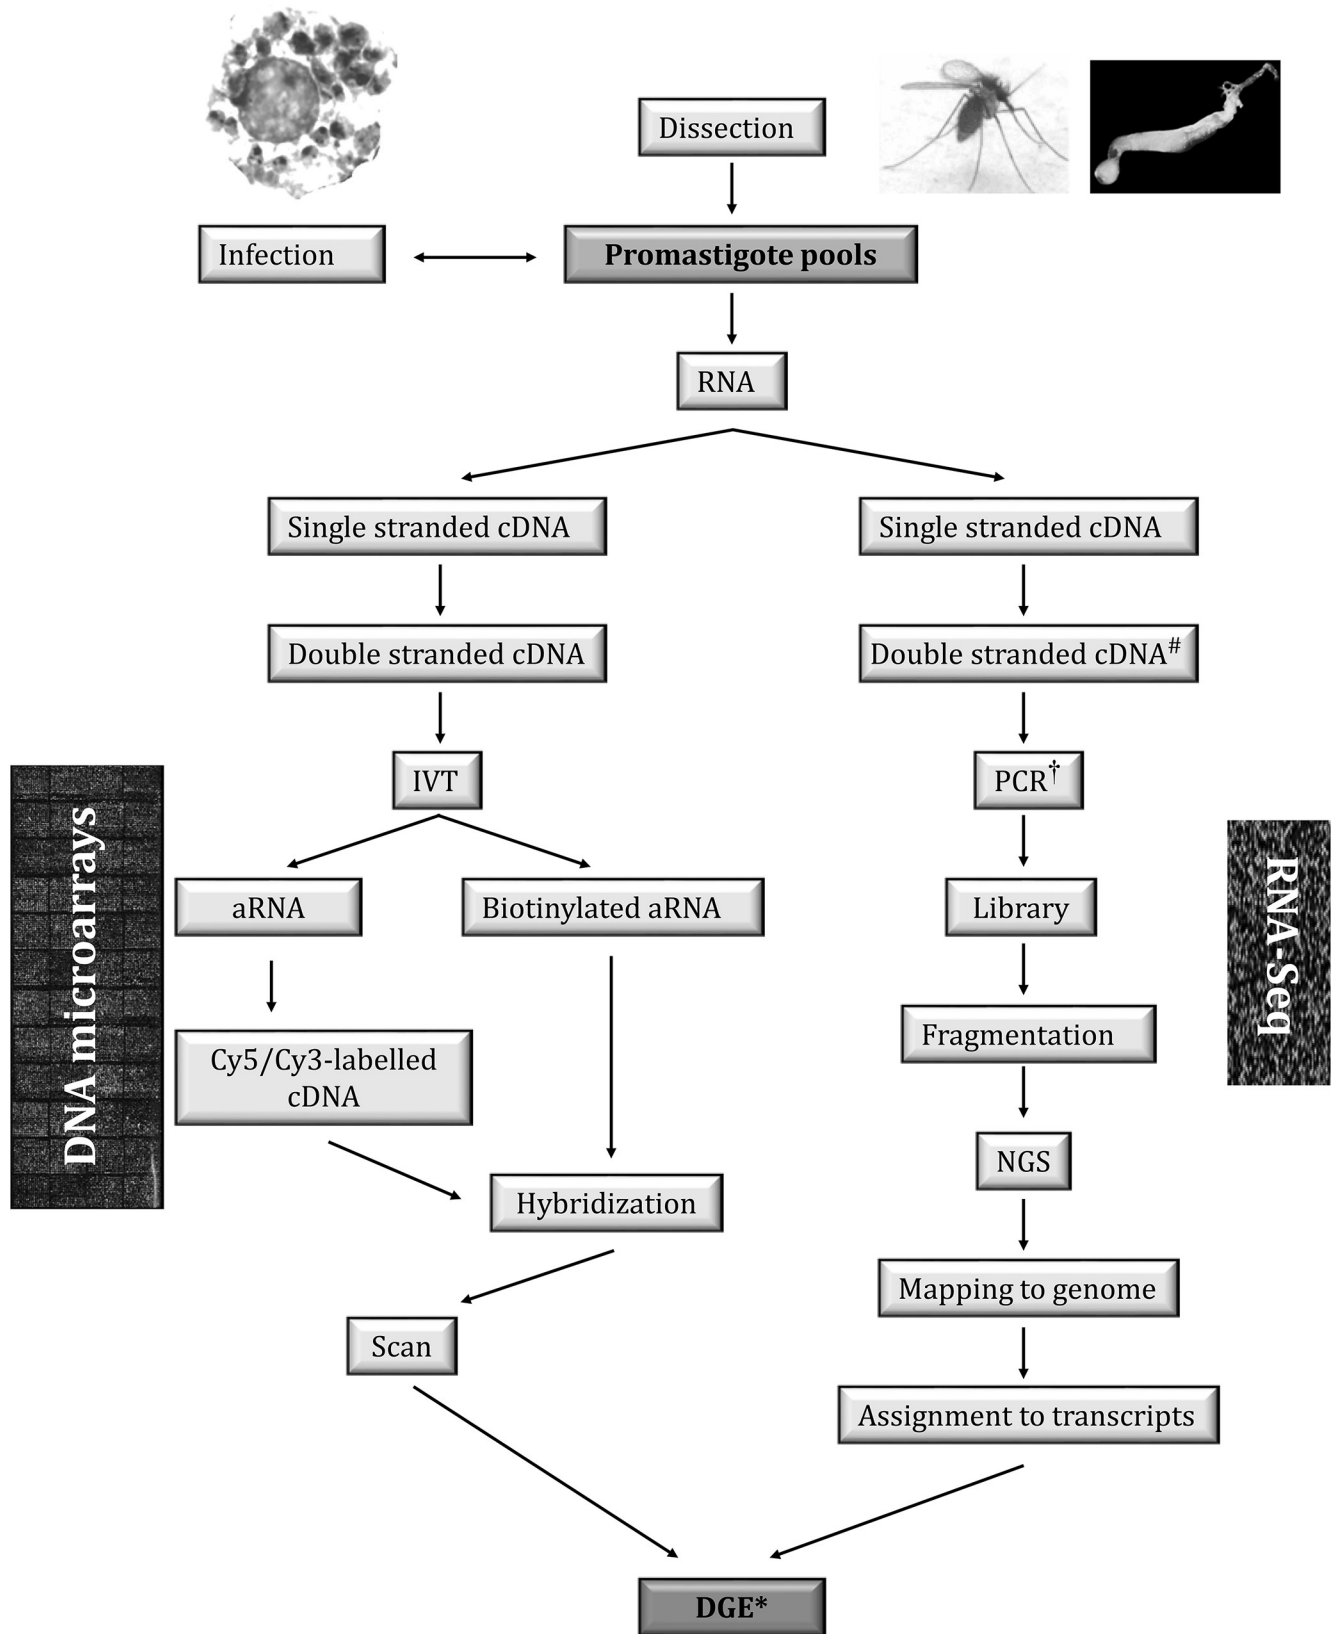 Dissection
Infection
Promastigote pools
RNA
Single stranded cDNA
Single stranded cDNA
Double stranded cDNA
Double stranded cDNA#
IVT
PCR†
aRNA
Biotinylated aRNA
Library
DNA microarrays
RNA-Seq
Fragmentation
Cy5/Cy3-labelled
cDNA
NGS
Hybridization
Mapping to genome
Scan
Assignment to transcripts
DGE*